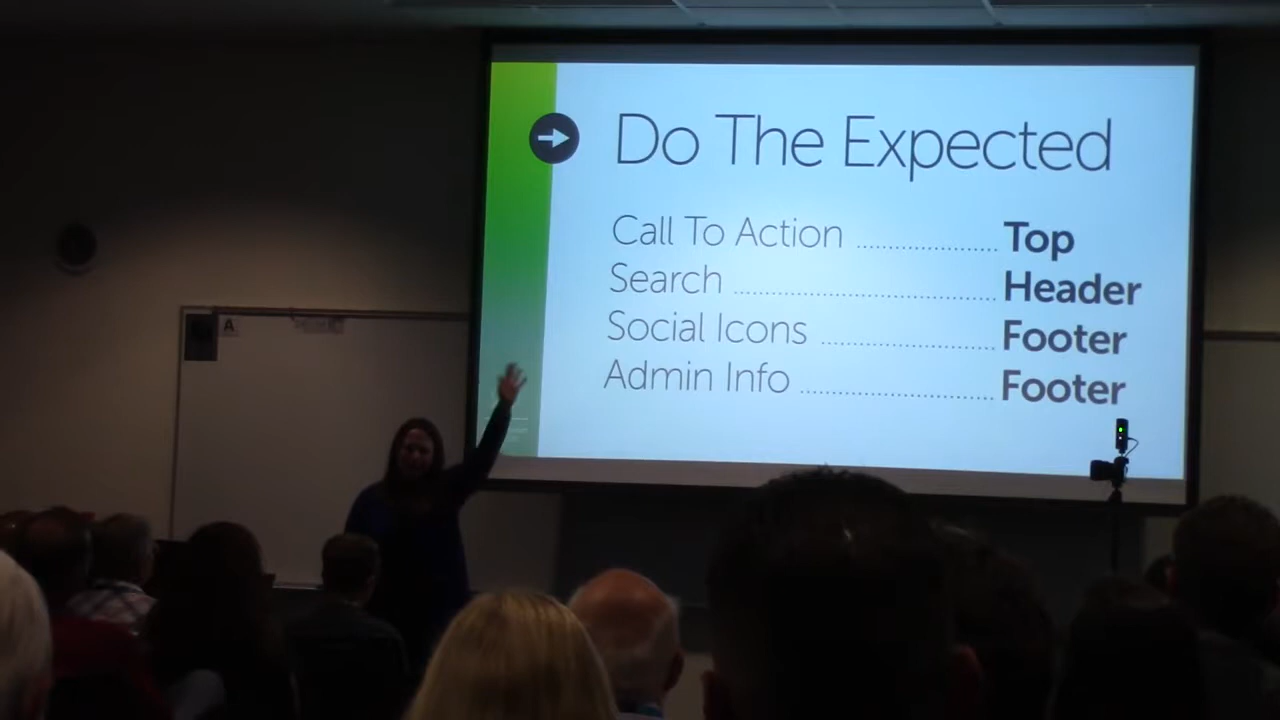 Do The Expected
Call To Action ........................ Top
Search ............................................. Header
Social Icons .............................. Footer
Admin Info ................................. Footer
A